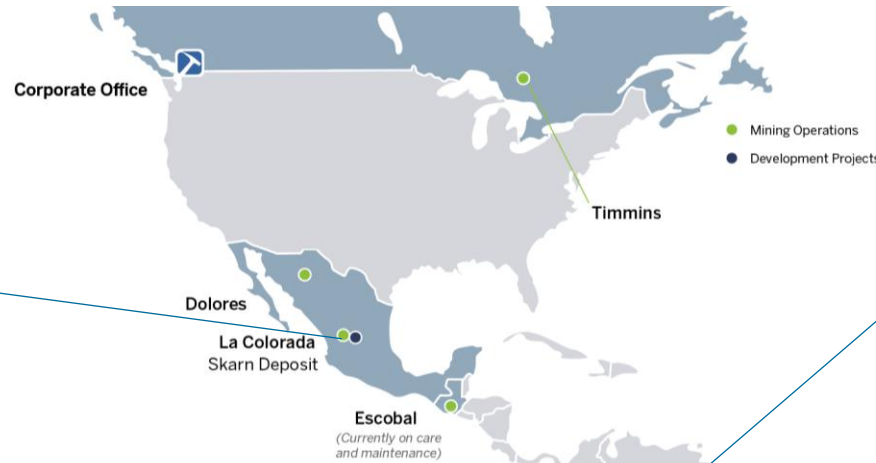 Corporate Office
Mining Operations
Development Projects
Timmins
Dolores
La Colorada
Skarn Deposit
Escobal
(Currently on care
and maintenance)